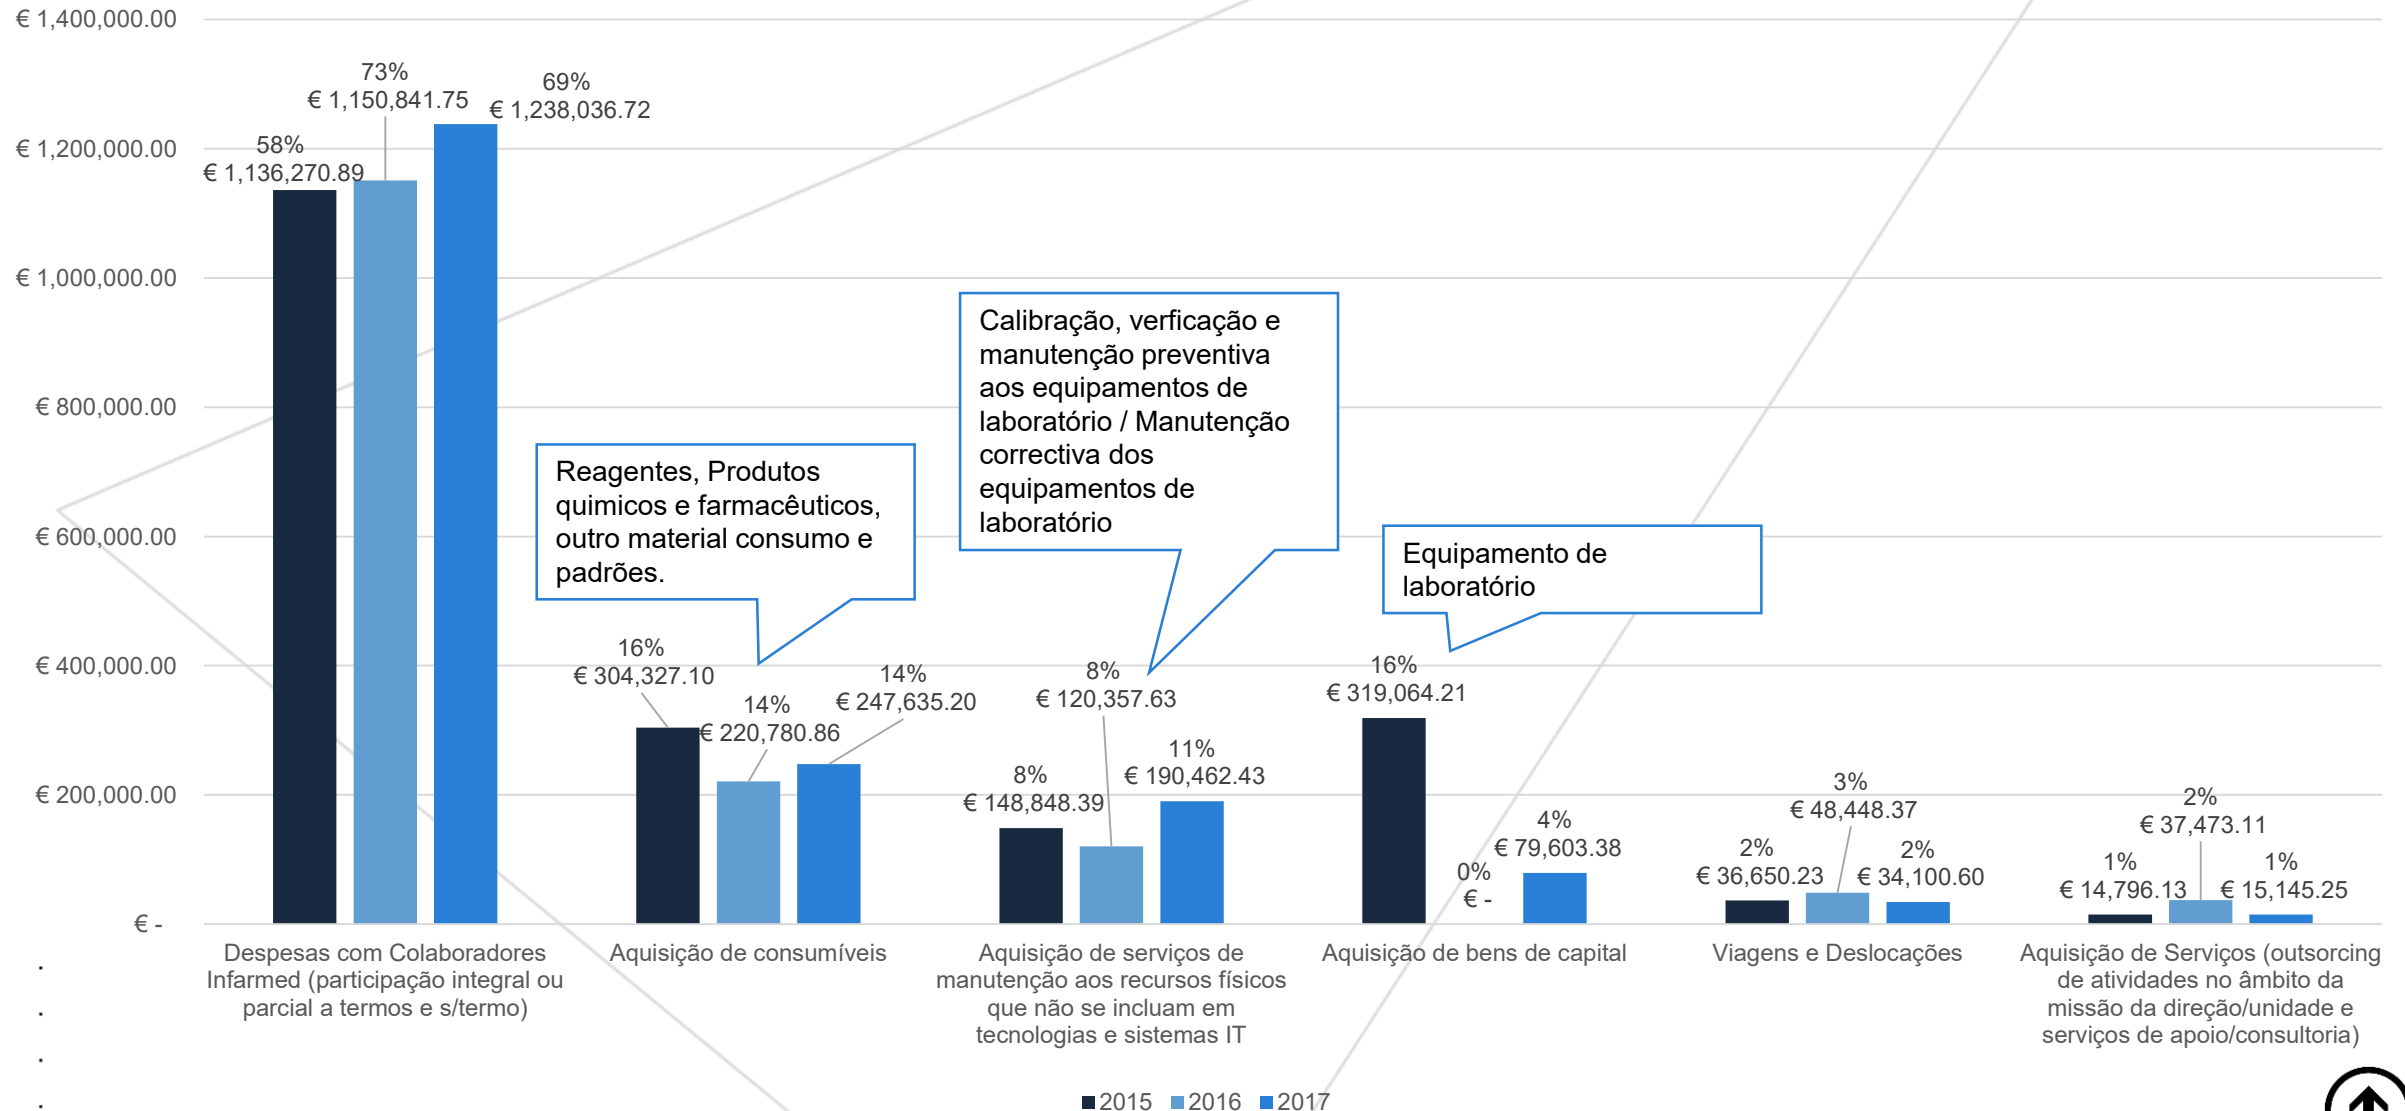 € 1,400,000.00
€ 1,200,000.00
€ 1,000,000.00
€ 800,000.00
€ 600,000.00
€ 400,000.00
€ 200,000.00
€ -
58%
€ 1,136,270.89
73%
€ 1,150,841.75
69%
€ 1,238,036.72
16%
€ 304,327.10
14%
€ 220,780.86
14%
€ 247,635.20
8%
€ 148,848.39
8%
€ 120,357.63
11%
€ 190,462.43
16%
€ 319,064.21
0%
€ -
4%
€ 79,603.38
2%
€ 36,650.23
3%
€ 48,448.37
2%
€ 34,100.60
1%
€ 14,796.13
2%
€ 37,473.11
1%
€ 15,145.25
Reagentes, Produtos
quimicos e farmacêuticos,
outro material consumo e
padrões.
Calibração, verficação e
manutenção preventiva
aos equipamentos de
laboratório / Manutenção
correctiva dos
equipamentos de
laboratório
Equipamento de
laboratório
Despesas com Colaboradores
Infarmed (participação integral ou
parcial a termos e s/termo)
Aquisição de consumíveis
Aquisição de serviços de
manutenção aos recursos físicos
que não se incluam em
tecnologias e sistemas IT
Aquisição de bens de capital
Viagens e Deslocações
Aquisição de Serviços (outsorcing
de atividades no âmbito da
missão da direção/unidade e
serviços de apoio/consultoria)
2015 2016 2017